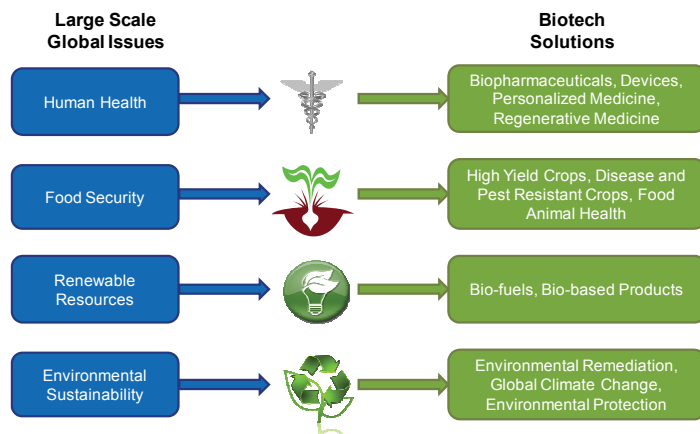 Large Scale
Global Issues
Biotech
Solutions
Human Health
Biopharmaceuticals, Devices,
Personalized Medicine,
Regenerative Medicine
Food Security
High Yield Crops, Disease and
Pest Resistant Crops, Food
Animal Health
Renewable
Resources
Bio-fuels, Bio-based Products
Environmental
Sustainability
Environmental Remediation,
Global Climate Change,
Environmental Protection